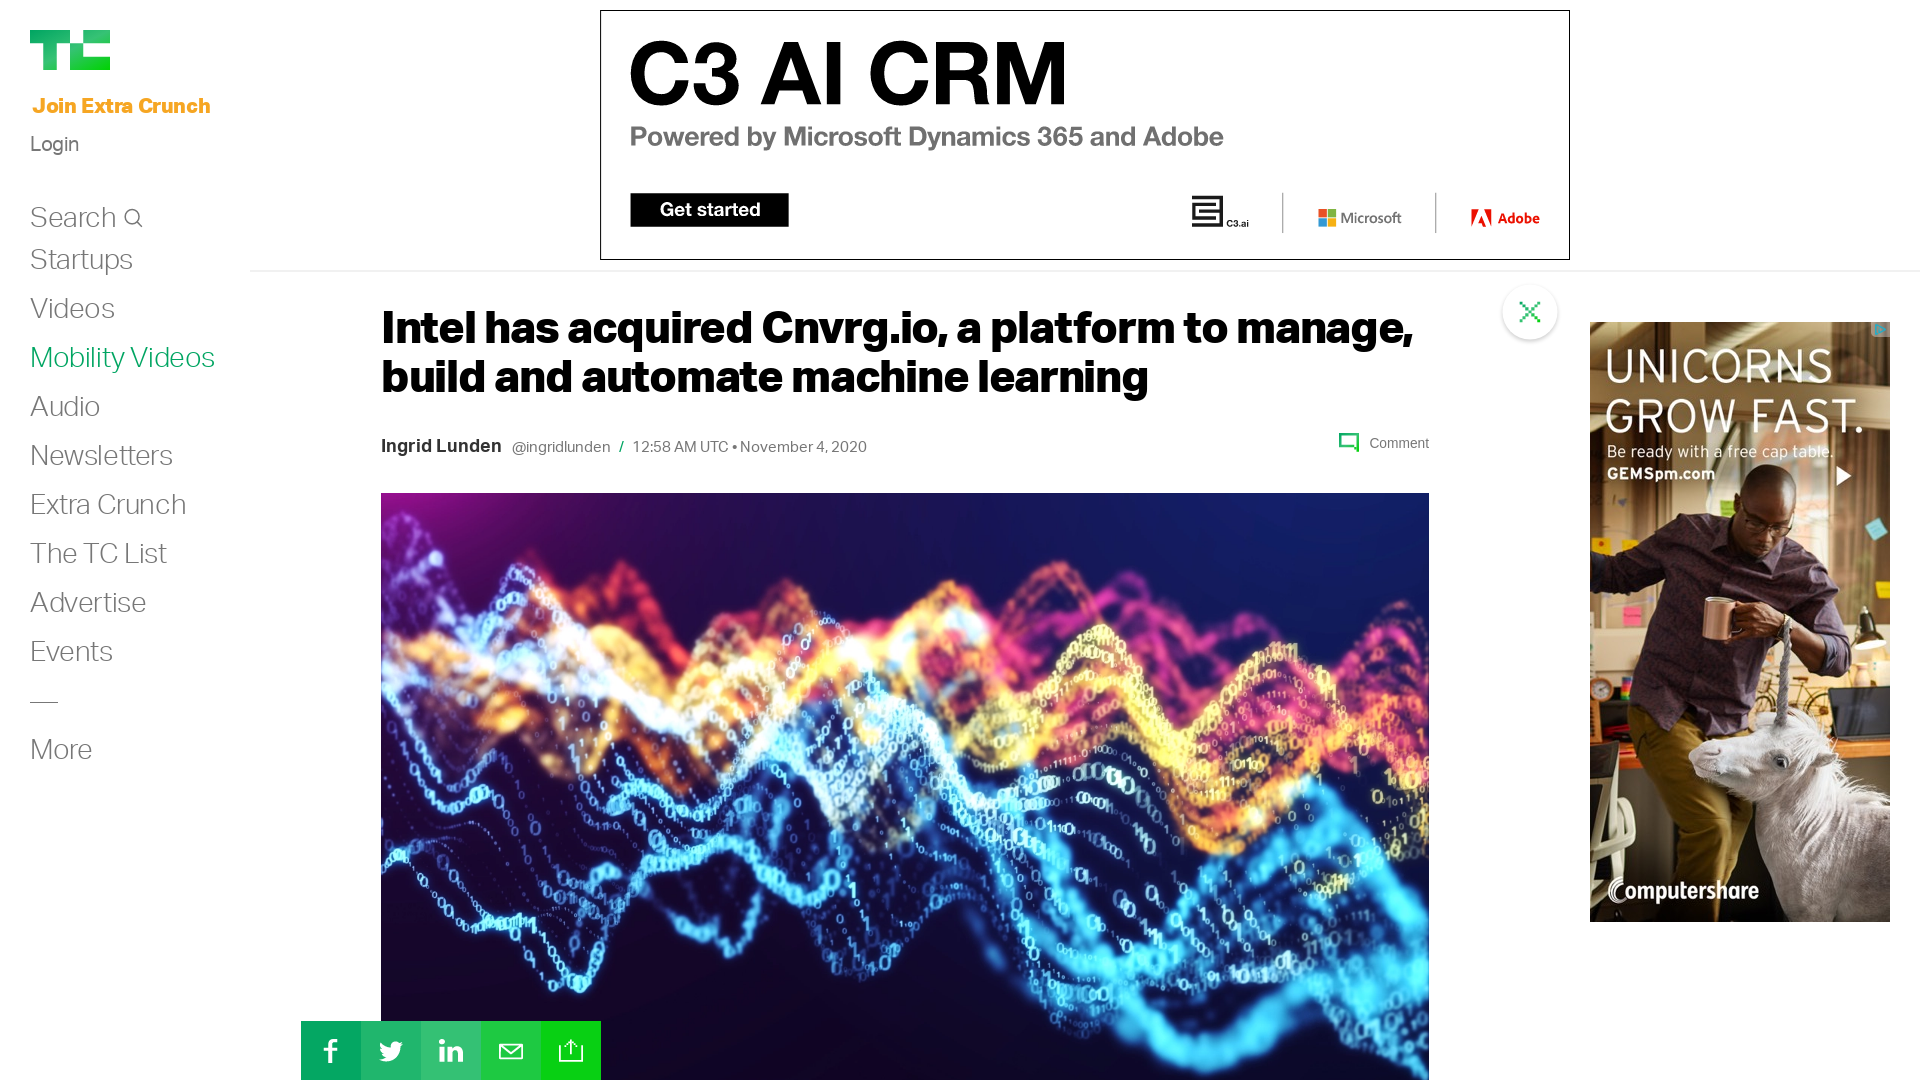 TC
Join Extra Crunch
Login
Search
Startups
Videos
Mobility Videos
Audio
Newsletters
Extra Crunch
The TC List
Advertise
Events
More
C3 AI CRM
Powered by Microsoft Dynamics 365 and Adobe
Get started
C3.ai
Microsoft
Adobe
Intel has acquired Cnvrg.io, a platform to manage,
build and automate machine learning
Ingrid Lunden @ingridlunden / 12:58 AM UTC • November 4, 2020
Comment
UNICORNS
GROW FAST.
Be ready with a free cap table.
GEMSpm.com
Computershare